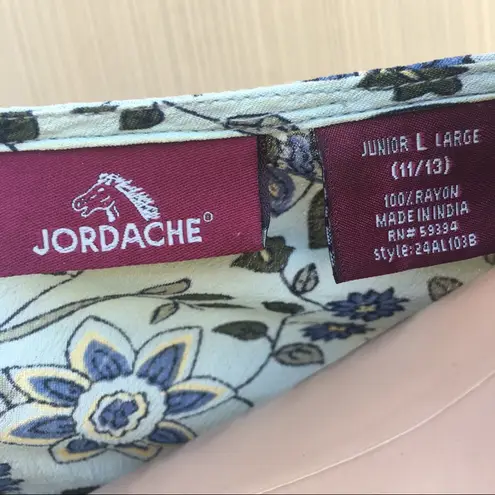 JORDACHE®
JUNIOR L LARGE
(11/13)
100% RAYON
MADE IN INDIA
RN# 59394
style: 24AL103B